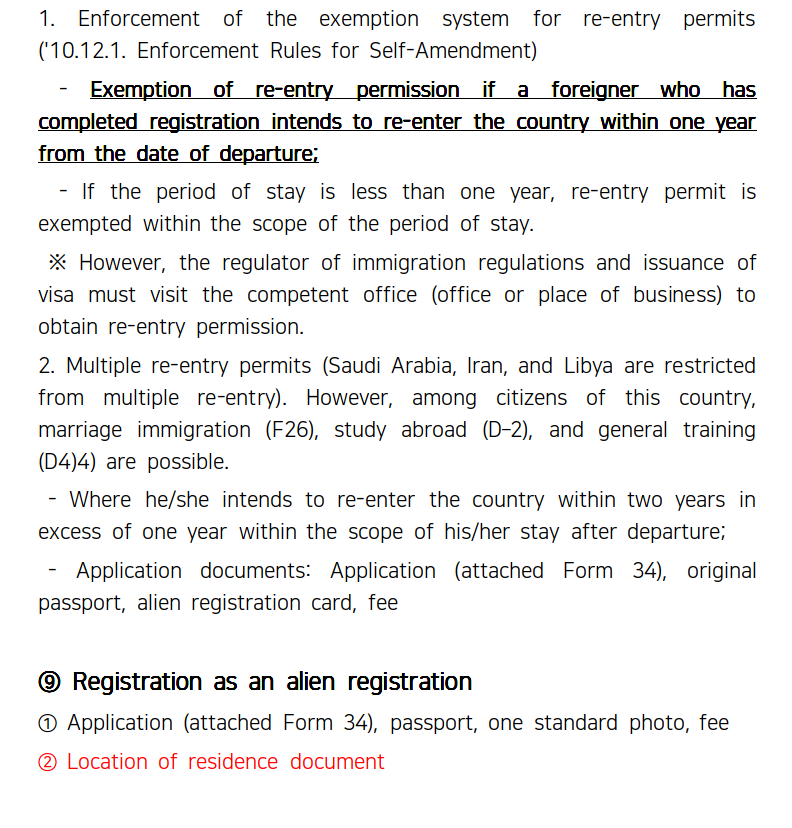 1. Enforcement of the exemption system for re-entry permits
('10.12.1. Enforcement Rules for Self-Amendment)
- Exemption of re-entry permission if a foreigner who has
completed registration intends to re-enter the country within one year
from the date of departure;
- If the period of stay is less than one year, re-entry permit is
exempted within the scope of the period of stay.
※ However, the regulator of immigration regulations and issuance of
visa must visit the competent office (office or place of business) to
obtain re-entry permission.
2. Multiple re-entry permits (Saudi Arabia, Iran, and Libya are restricted
from multiple re-entry). However, among citizens of this country,
marriage immigration (F26), study abroad (D-2), and general training
(D4)4) are possible.
- Where he/she intends to re-enter the country within two years in
excess of one year within the scope of his/her stay after departure;
- Application documents: Application (attached Form 34), original
passport, alien registration card, fee
⑨ Registration as an alien registration
① Application (attached Form 34), passport, one standard photo, fee
② Location of residence document